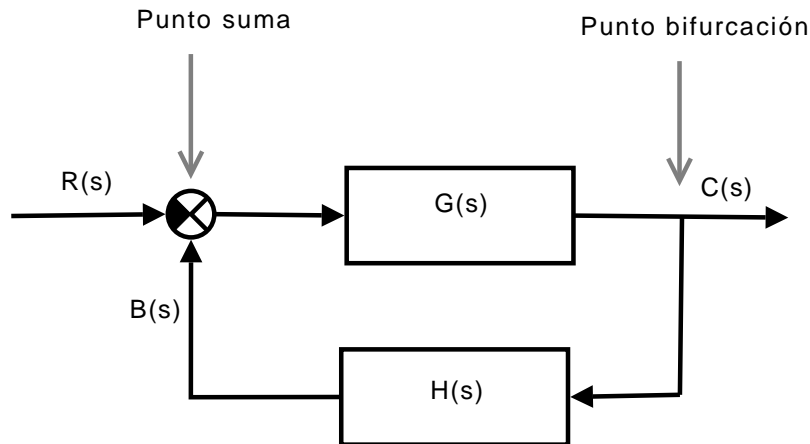 Punto suma
Punto bifurcación
R(s)
G(s)
C(s)
B(s)
H(s)